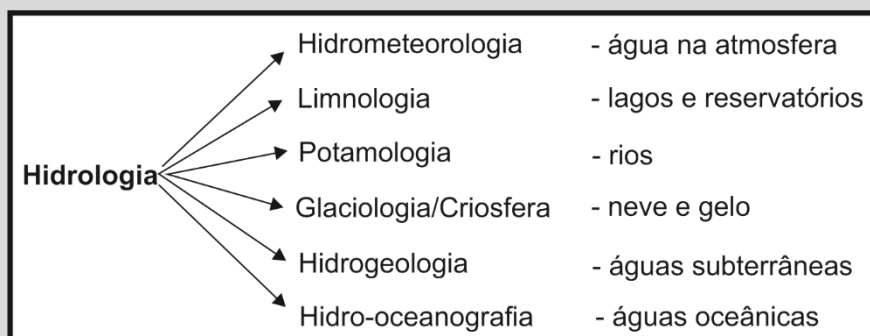 Hidrometeorologia - água na atmosfera
Limnologia - lagos e reservatórios
Potamologia - rios
Hidrologia
Glaciologia/Criosfera - neve e gelo
Hidrogeologia - águas subterrâneas
Hidro-oceanografia - águas oceânicas